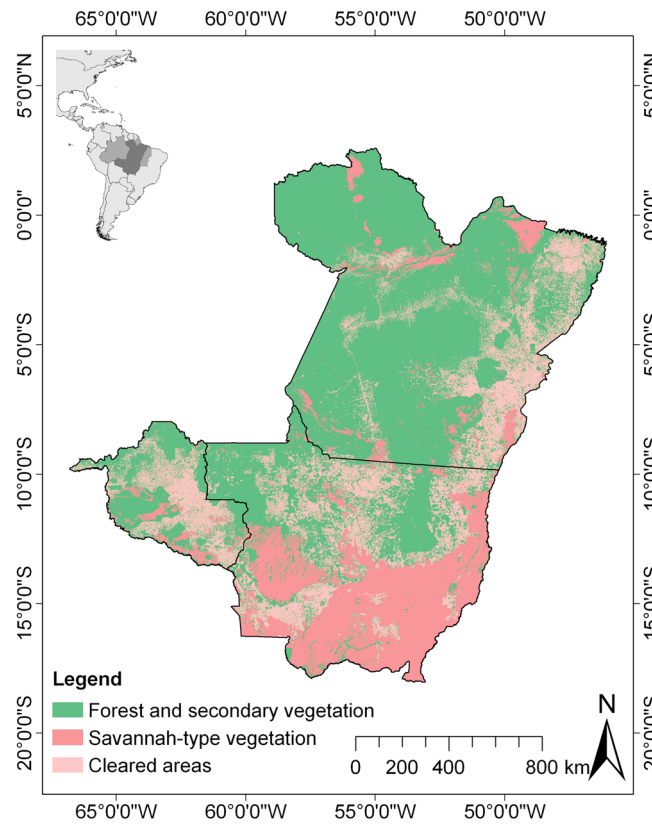 65°0'0"W 60°0'0"W 55°0'0"W 50°0'0"W
5°0'0"N 5°0'0"N
0°0'0" 0°0'0"
5°0'0"S 5°0'0"S
10°0'0"S 10°0'0"S
15°0'0"S 15°0'0"S
20°0'0"S 20°0'0"S
Legend
Forest and secondary vegetation
Savannah-type vegetation
Cleared areas
N
0 200 400 800 km
65°0'0"W 60°0'0"W 55°0'0"W 50°0'0"W